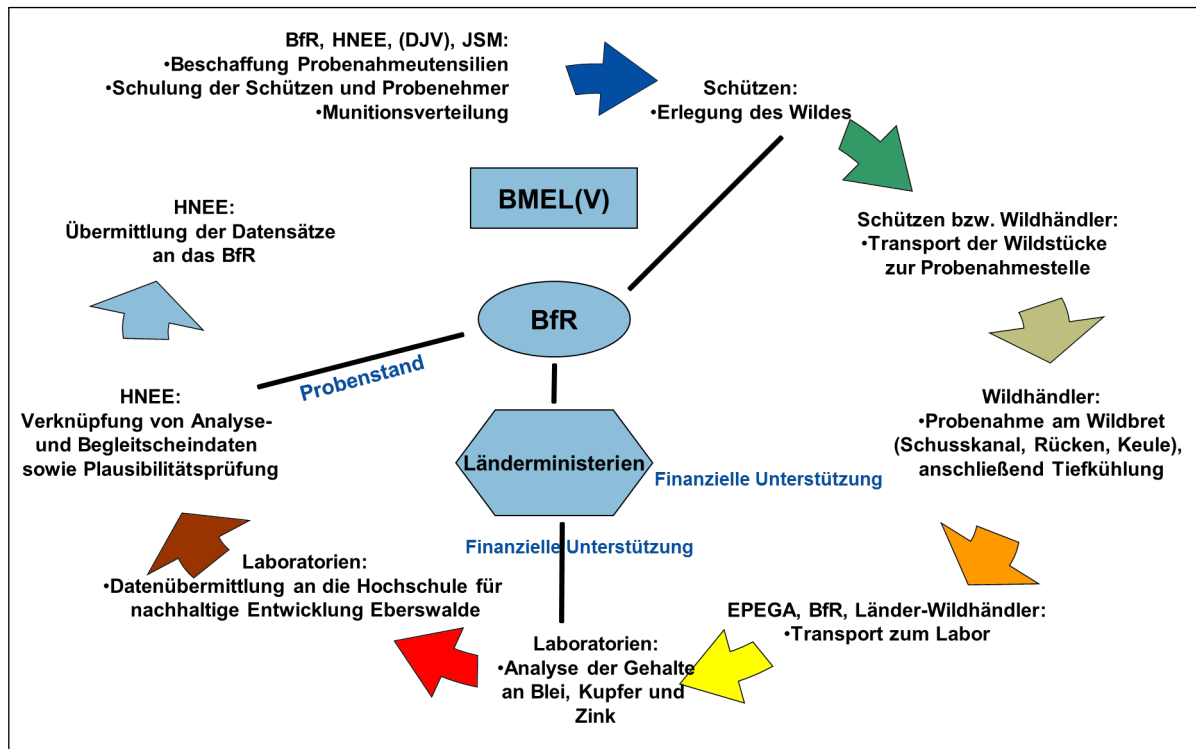 BfR, HNEE, (DJV), JSM:
•Beschaffung Probenahmeutensilien
•Schulung der Schützen und Probenehmer
•Munitionsverteilung
Schützen:
•Erlegung des Wildes
Schützen bzw. Wildhändler:
•Transport der Wildstücke
zur Probenahmestelle
Wildhändler:
•Probenahme am Wildbret
(Schusskanal, Rücken, Keule),
anschließend Tiefkühlung
EPEGA, BfR, Länder-Wildhändler:
•Transport zum Labor
Laboratorien:
•Analyse der Gehalte
an Blei, Kupfer und
Zink
Laboratorien:
•Datenübermittlung an die Hochschule für
nachhaltige Entwicklung Eberswalde
HNEE:
Verknüpfung von Analyse-
und Begleitscheindaten
sowie Plausibilitätsprüfung
HNEE:
Übermittlung der Datensätze
an das BfR
BMEL(V)
BfR
Probenstand
Länderministerien
Finanzielle Unterstützung
Finanzielle Unterstützung